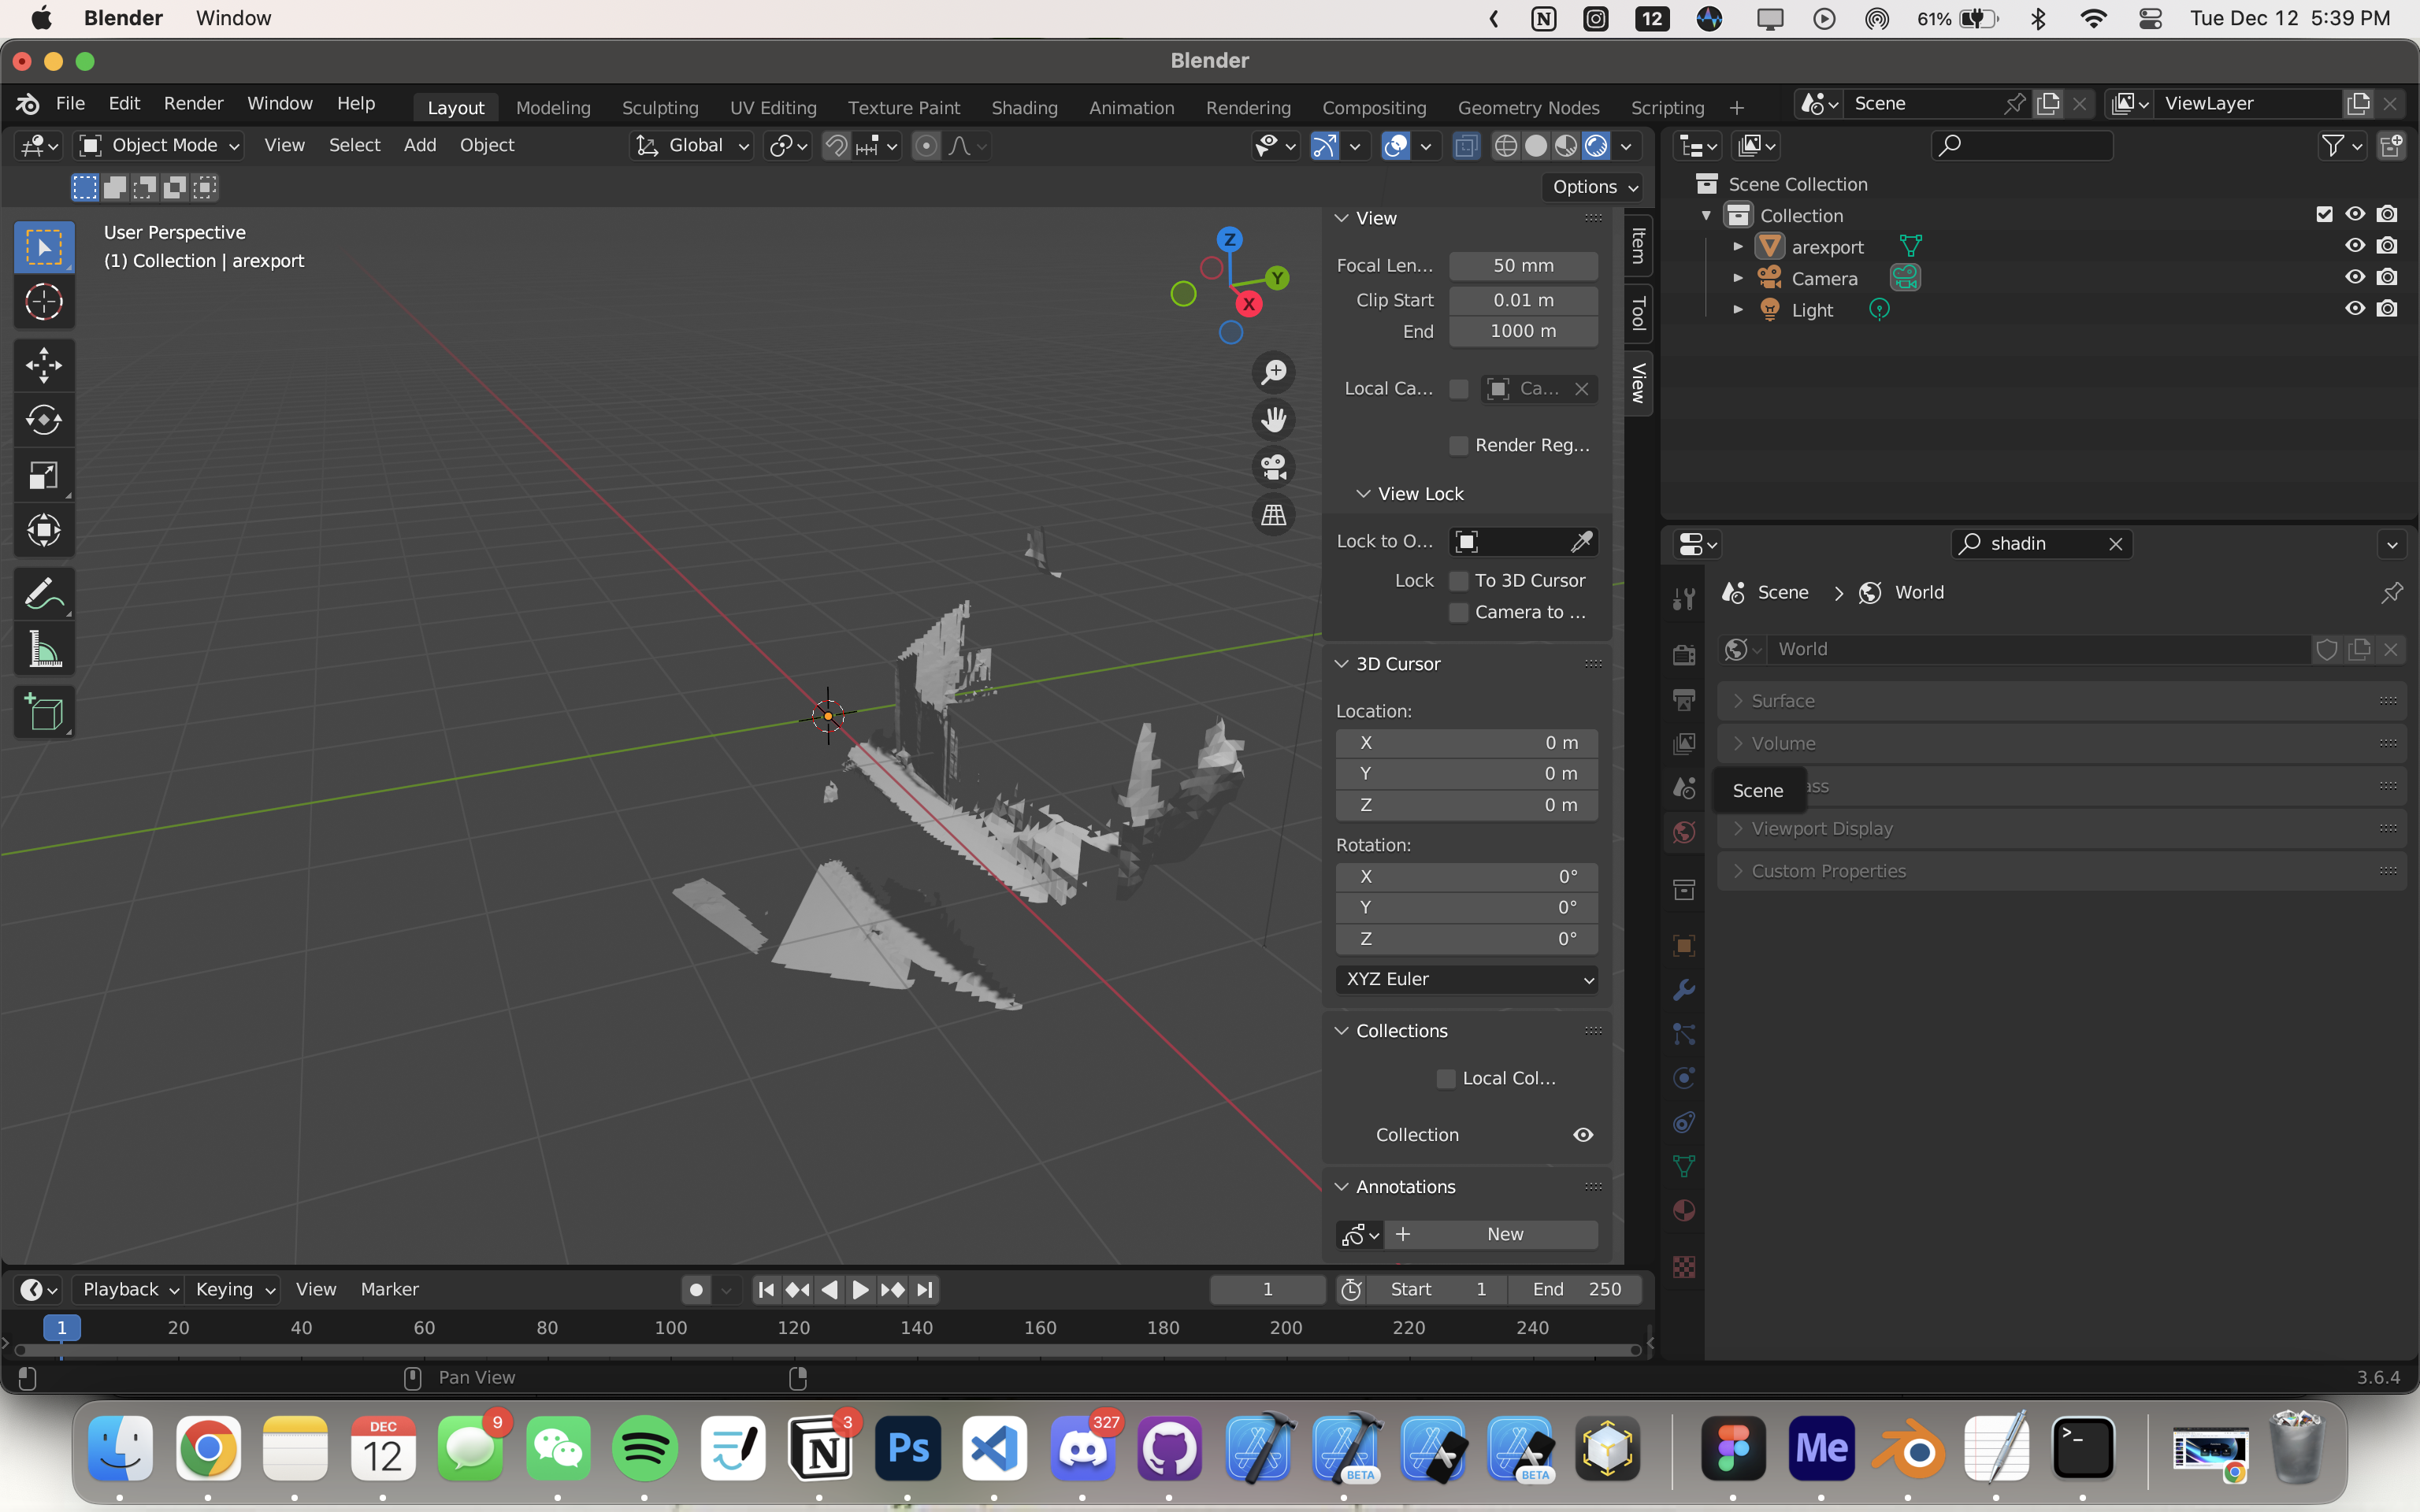 Blender Window 12 61% Tue Dec 12 5:39 PM
Blender
File Edit Render Window Help Layout Modeling Sculpting UV Editing Texture Paint Shading Animation Rendering Compositing Geometry Nodes Scripting + Scene ViewLayer
Object Mode View Select Add Object Global
Options
User Perspective
(1) Collection | arexport
Z
Y
X
View
Focal Len... 50 mm
Clip Start 0.01 m
End 1000 m
Local Ca... Ca...
Render Reg...
View Lock
Lock to O...
Lock To 3D Cursor
Camera to ...
3D Cursor
Location:
X 0 m
Y 0 m
Z 0 m
Rotation:
X 0°
Y 0°
Z 0°
XYZ Euler
Collections
Local Col...
Collection
Annotations
+ New
Item
Tool
View
Scene Collection
Collection
arexport
Camera
Light
shadin
Scene > World
World
Surface
Volume
Scene ass
Viewport Display
Custom Properties
Playback Keying View Marker 1 Start 1 End 250
1 20 40 60 80 100 120 140 160 180 200 220 240
Pan View 3.6.4
DEC
12
9
3
N
Ps
327
BETA
BETA
Me
>_